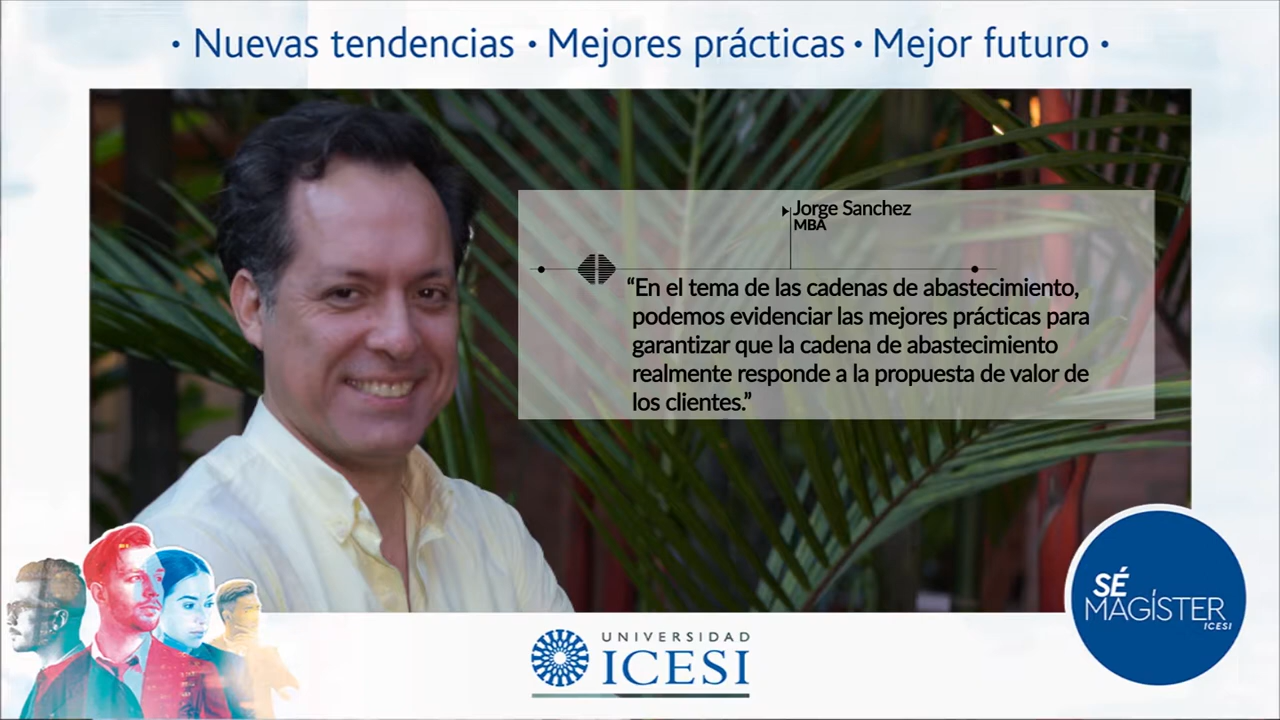 • Nuevas tendencias • Mejores prácticas • Mejor futuro •
Jorge Sanchez
MBA
“En el tema de las cadenas de abastecimiento,
podemos evidenciar las mejores prácticas para
garantizar que la cadena de abastecimiento
realmente responde a la propuesta de valor de
los clientes.”
SÉ
MAGÍSTER
ICESI
UNIVERSIDAD
ICESI